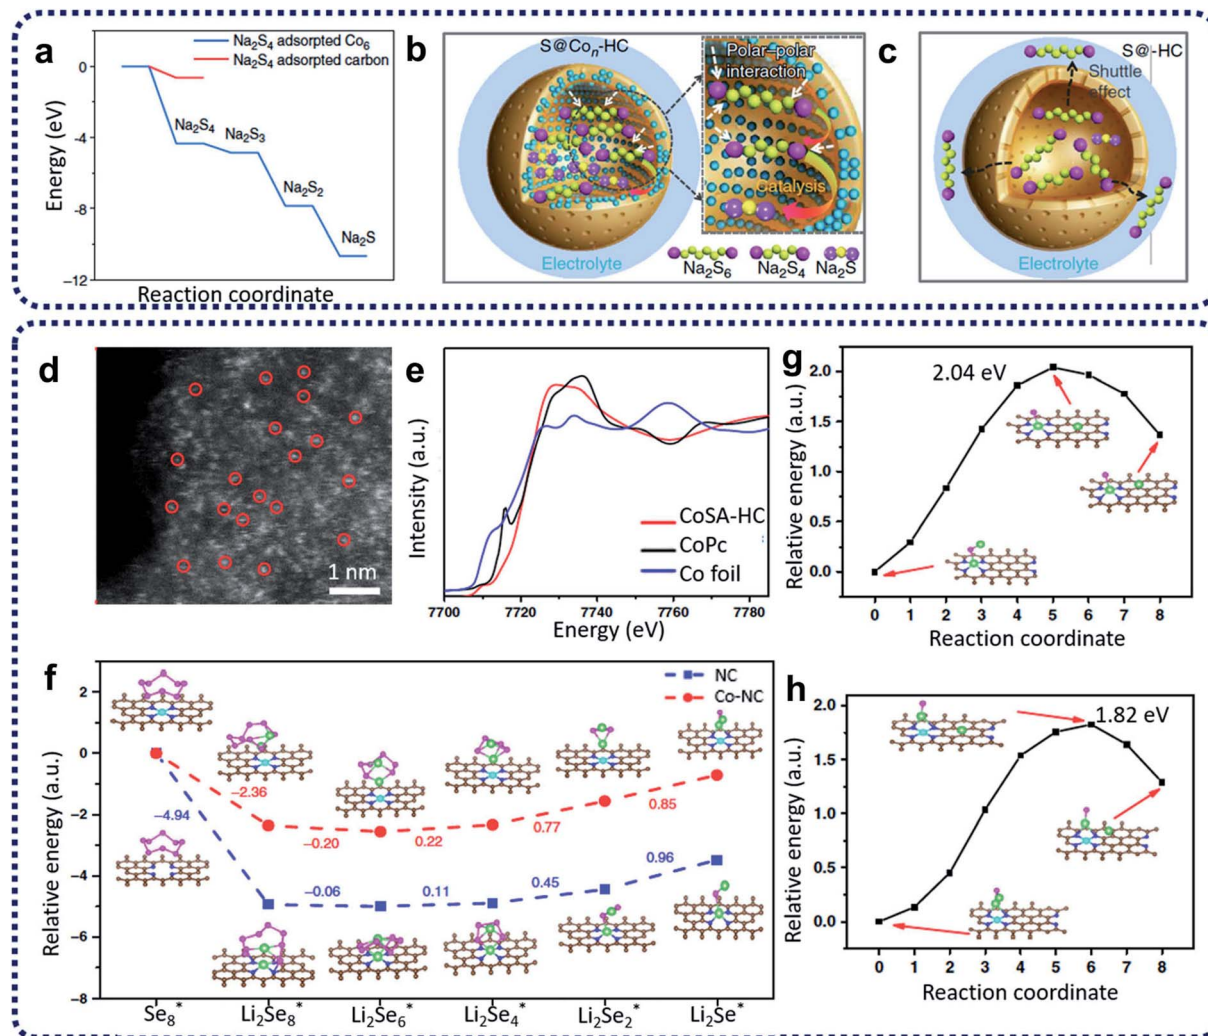 a
Na₂S₄ adsorpted Co₆
Na₂S₄ adsorpted carbon
0
−4
−8
−12
Energy (eV)
Na₂S₄
Na₂S₃
Na₂S₂
Na₂S
Reaction coordinate
b
S@Coₙ-HC
Polar–polar
interaction
Catalysis
Electrolyte
Na₂S₆
Na₂S₄
Na₂S
c
S@-HC
Shuttle
effect
Electrolyte
d
1 nm
e
Intensity (a.u.)
CoSA-HC
CoPc
Co foil
7700
7720
7740
7760
7780
Energy (eV)
g
2.04 eV
Relative energy (a.u.)
2.0
1.5
1.0
0.5
0.0
0 1 2 3 4 5 6 7 8
Reaction coordinate
f
NC
Co-NC
Relative energy (a.u.)
2
0
−2
−4
−6
−8
−2.36
−0.20
0.22
0.77
0.85
−4.94
−0.06
0.11
0.45
0.96
Se₈*
Li₂Se₈*
Li₂Se₆*
Li₂Se₄*
Li₂Se₂*
Li₂Se*
h
1.82 eV
Relative energy (a.u.)
2.0
1.5
1.0
0.5
0.0
0 1 2 3 4 5 6 7 8
Reaction coordinate